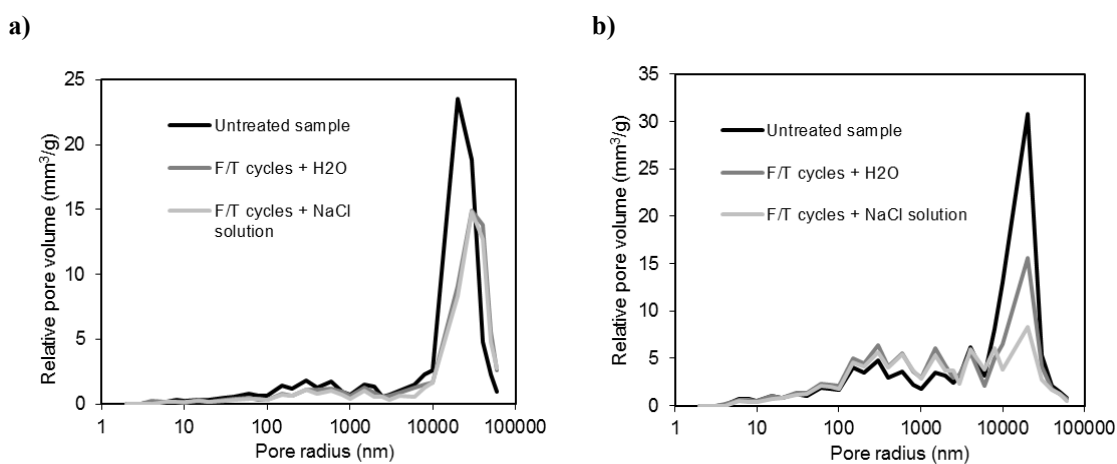 a)
25
20
15
10
5
0
Relative pore volume (mm³/g)
Untreated sample
F/T cycles + H2O
F/T cycles + NaCl
solution
1
10
100
1000
10000
100000
Pore radius (nm)
b)
35
30
25
20
15
10
5
0
Relative pore volume (mm³/g)
Untreated sample
F/T cycles + H2O
F/T cycles + NaCl solution
1
10
100
1000
10000
100000
Pore radius (nm)